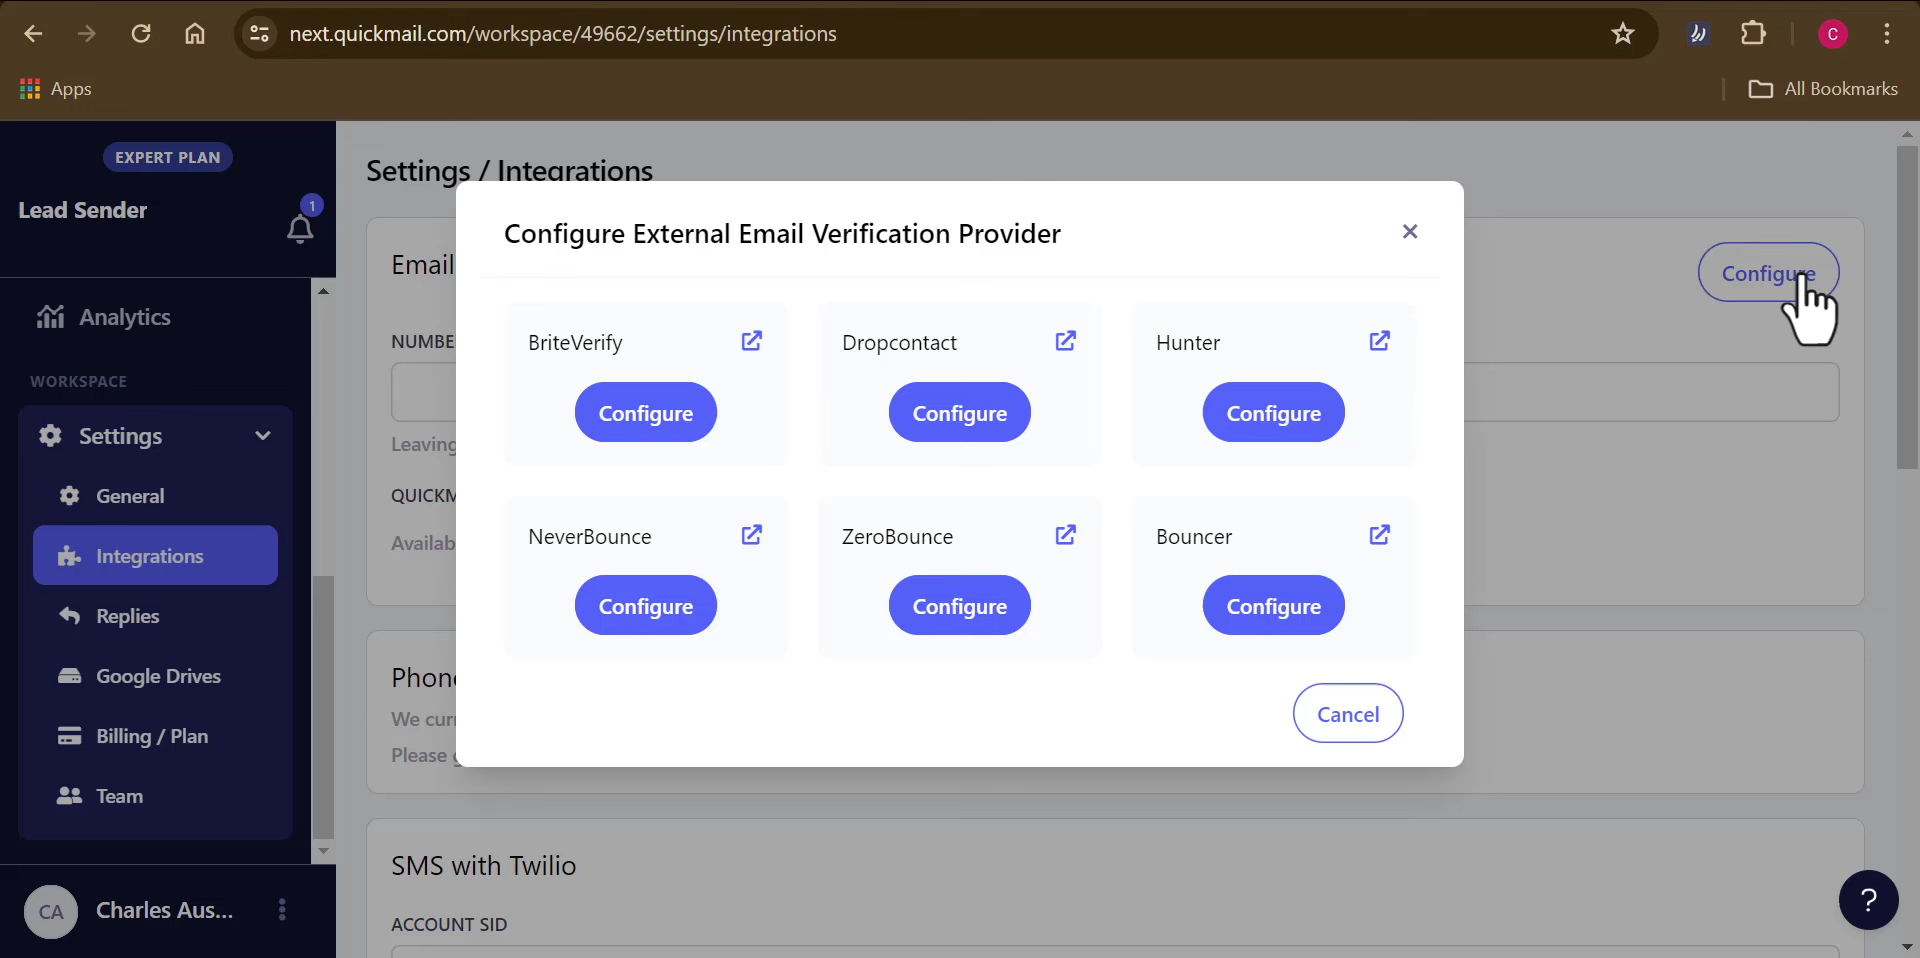 next.quickmail.com/workspace/49662/settings/integrations
C
Apps
All Bookmarks
EXPERT PLAN
Lead Sender
1
Analytics
WORKSPACE
Settings
General
Integrations
Replies
Google Drives
Billing / Plan
Team
CA
Charles Aus...
Settings / Integrations
Email
Configure
NUMBE
Leaving
QUICKM
Availab
Configure External Email Verification Provider
BriteVerify
Dropcontact
Hunter
Configure
Configure
Configure
NeverBounce
ZeroBounce
Bouncer
Configure
Configure
Configure
Cancel
Phone
We curr
Please g
SMS with Twilio
ACCOUNT SID
?